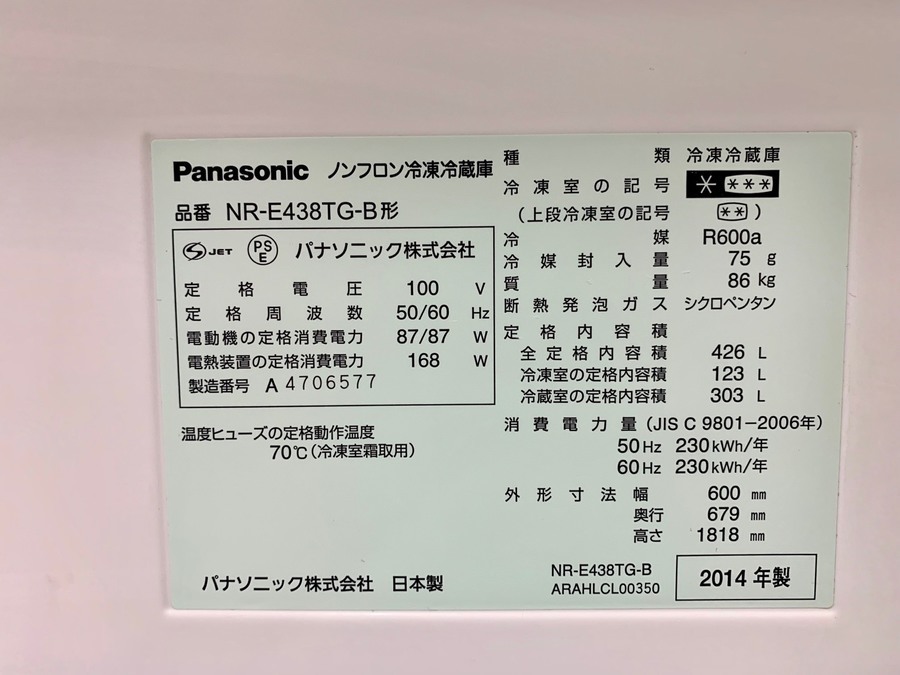 Panasonic ノンフロン冷凍冷蔵庫
品番 NR-E438TG-B形
S JET PSE パナソニック株式会社
定格電圧 100 V
定格周波数 50/60 Hz
電動機の定格消費電力 87/87 W
電熱装置の定格消費電力 168 W
製造番号 A 4706577
温度ヒューズの定格動作温度
70℃(冷凍室霜取用)
パナソニック株式会社 日本製
種類 冷凍冷蔵庫
冷凍室の記号 * ***
(上段冷凍室の記号 ** )
冷媒 R600a
冷媒封入量 75 g
質量 86 kg
断熱発泡ガス シクロペンタン
定格内容積
全定格内容積 426 L
冷凍室の定格内容積 123 L
冷蔵室の定格内容積 303 L
消費電力量(JIS C 9801-2006年)
50Hz 230kWh/年
60Hz 230kWh/年
外形寸法幅 600 mm
奥行 679 mm
高さ 1818 mm
NR-E438TG-B
ARAHLCL00350
2014年製